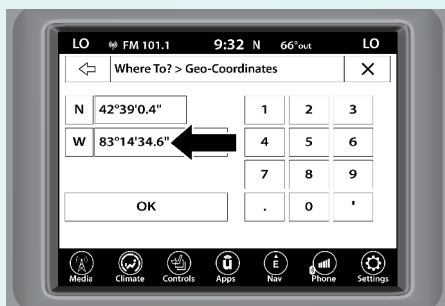 LO FM 101.1 9:32 N 66°out LO
Where To? > Geo-Coordinates X
N 42°39'0.4" 1 2 3
W 83°14'34.6" 4 5 6
7 8 9
OK . 0 '
û E
Media Climate Controls Apps Nav Phone Settings